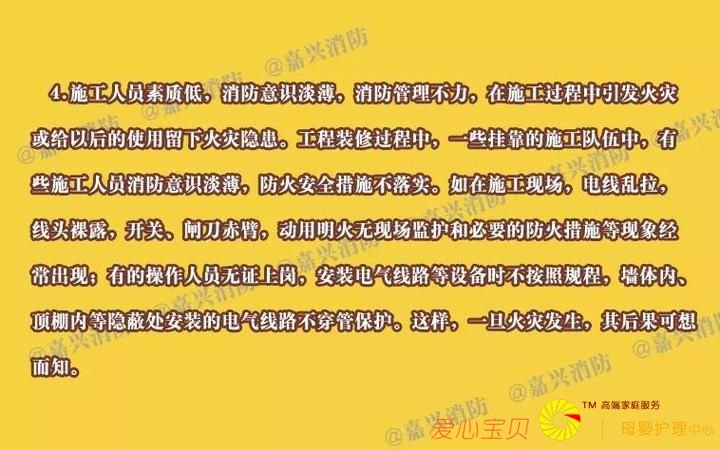 4.施工人员素质低，消防意识淡薄，消防管理不力，在施工过程中引发火灾
或给以后的使用留下火灾隐患。工程装修过程中，一些挂靠的施工队伍中，有
些施工人员消防意识淡薄，防火安全措施不落实。如在施工现场，电线乱拉，
线头裸露，开关、闸刀赤臂，动用明火无现场监护和必要的防火措施等现象经
常出现；有的操作人员无证上岗，安装电气线路等设备时不按照规程，墙体内、
顶棚内等隐蔽处安装的电气线路不穿管保护。这样，一旦火灾发生，其后果可想
而知。
@嘉兴消防
@嘉兴消防
@嘉兴消防
爱心宝贝 TM 高端家庭服务 母婴护理中心